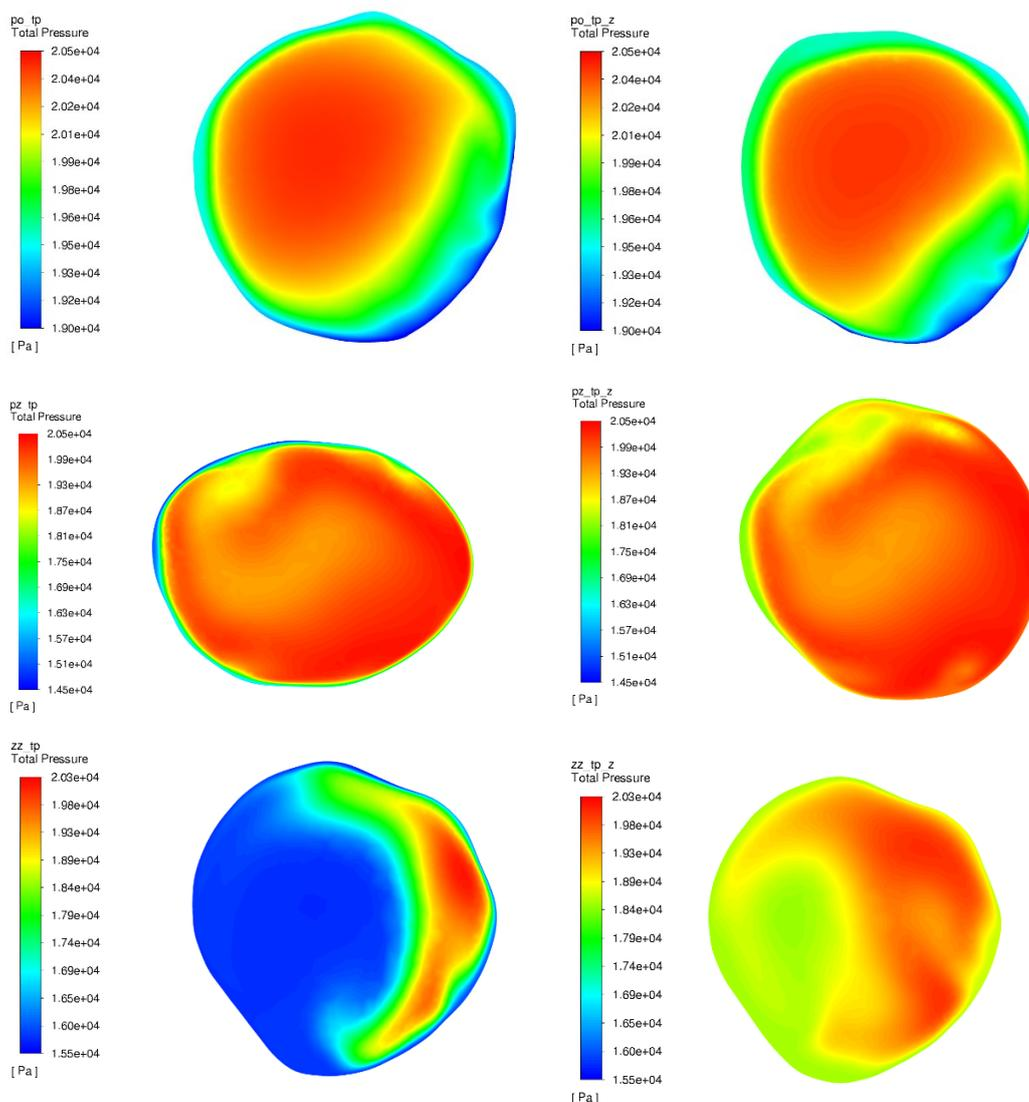 po_tp
Total Pressure
2.05e+04
2.04e+04
2.02e+04
2.01e+04
1.99e+04
1.98e+04
1.96e+04
1.95e+04
1.93e+04
1.92e+04
1.90e+04
[ Pa ]
po_tp_z
Total Pressure
2.05e+04
2.04e+04
2.02e+04
2.01e+04
1.99e+04
1.98e+04
1.96e+04
1.95e+04
1.93e+04
1.92e+04
1.90e+04
[ Pa ]
pz_tp
Total Pressure
2.05e+04
1.99e+04
1.93e+04
1.87e+04
1.81e+04
1.75e+04
1.69e+04
1.63e+04
1.57e+04
1.51e+04
1.45e+04
[ Pa ]
pz_tp_z
Total Pressure
2.05e+04
1.99e+04
1.93e+04
1.87e+04
1.81e+04
1.75e+04
1.69e+04
1.63e+04
1.57e+04
1.51e+04
1.45e+04
[ Pa ]
zz_tp
Total Pressure
2.03e+04
1.98e+04
1.93e+04
1.89e+04
1.84e+04
1.79e+04
1.74e+04
1.69e+04
1.65e+04
1.60e+04
1.55e+04
[ Pa ]
zz_tp_z
Total Pressure
2.03e+04
1.98e+04
1.93e+04
1.89e+04
1.84e+04
1.79e+04
1.74e+04
1.69e+04
1.65e+04
1.60e+04
1.55e+04
[ Pa ]